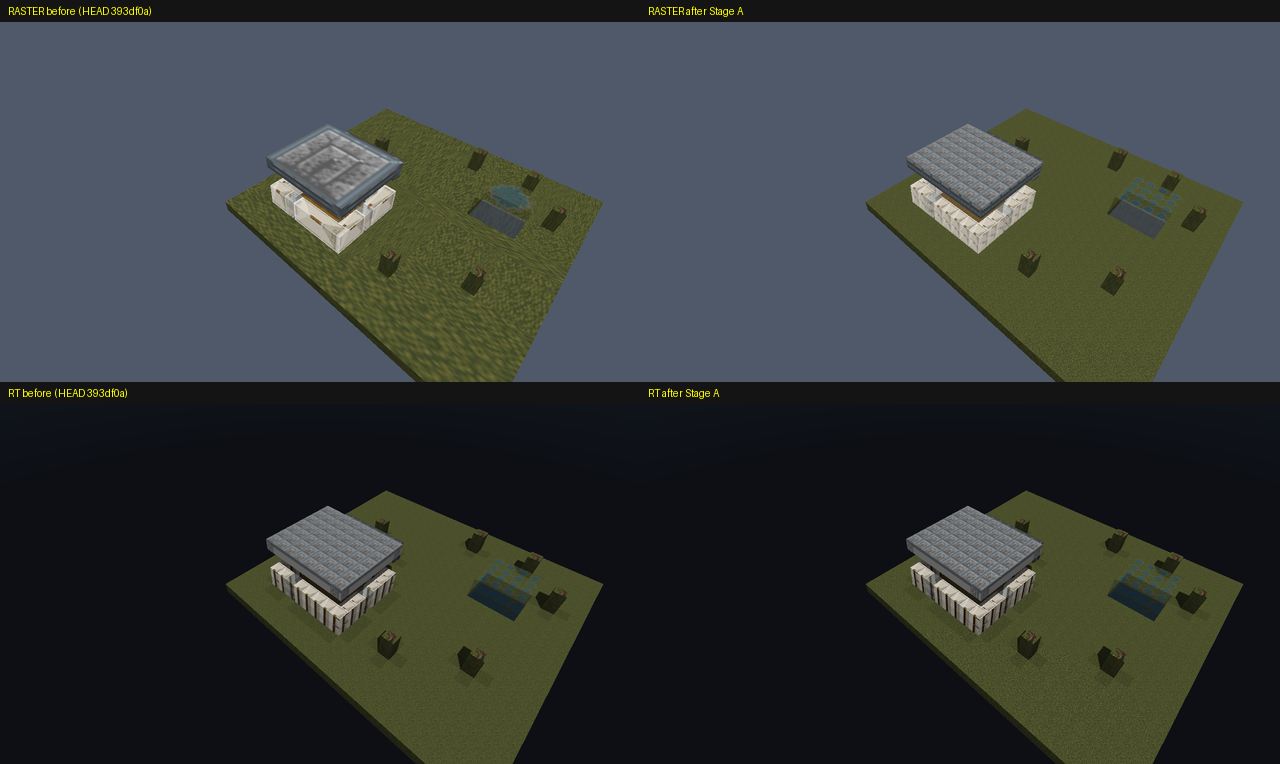 RASTER before (HEAD 393df0a)
RASTER after Stage A
RT before (HEAD 393df0a)
RT after Stage A